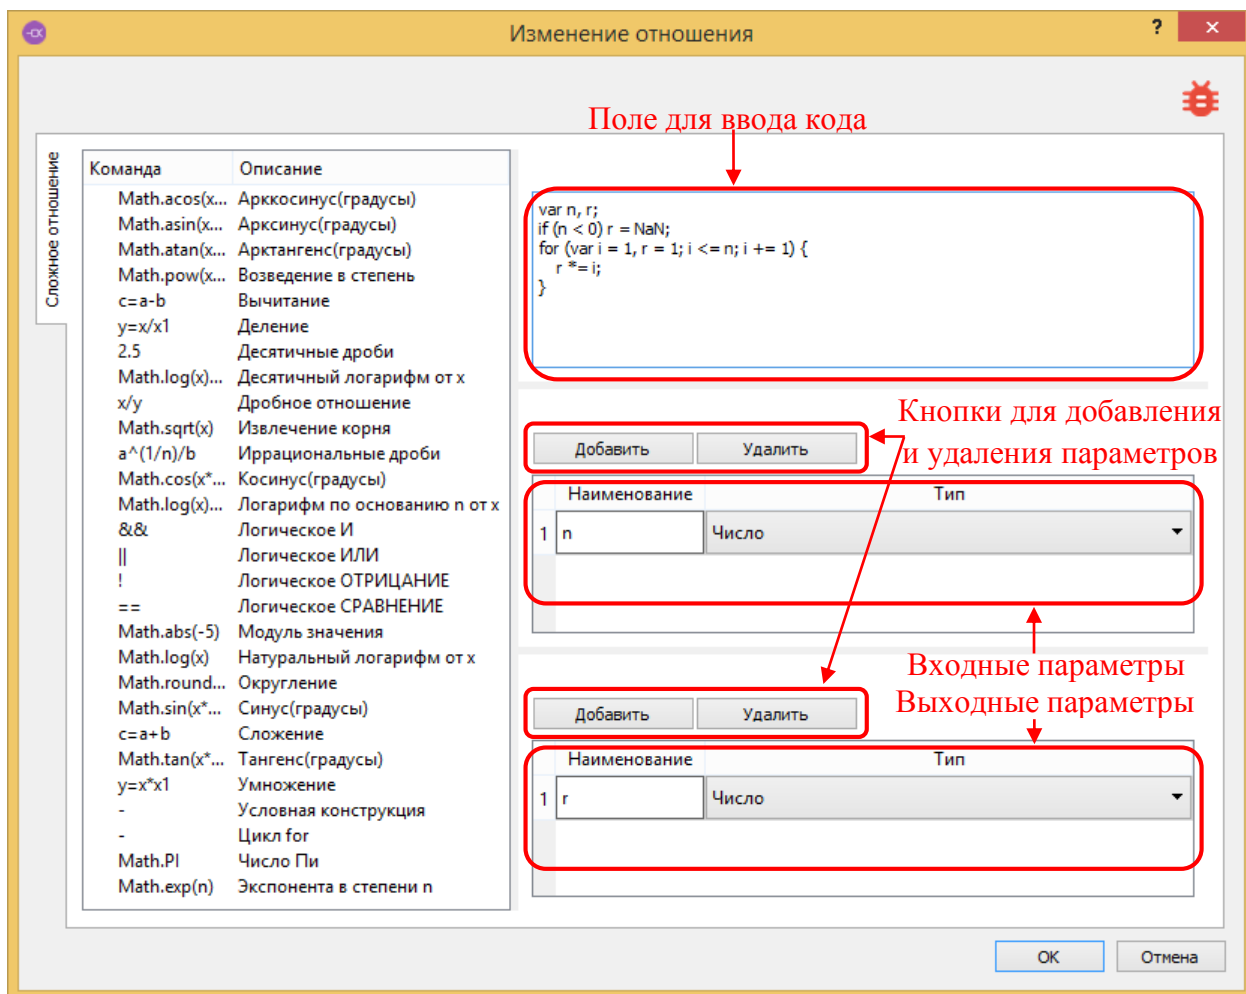 Изменение отношения
?
×
Поле для ввода кода
Сложное отношение
Команда Описание
Math.acos(x... Арккосинус(градусы)
Math.asin(x... Арксинус(градусы)
Math.atan(x... Арктангенс(градусы)
Math.pow(x... Возведение в степень
c=a-b Вычитание
y=x/x1 Деление
2.5 Десятичные дроби
Math.log(x)... Десятичный логарифм от x
x/y Дробное отношение
Math.sqrt(x) Извлечение корня
a^(1/n)/b Иррациональные дроби
Math.cos(x*... Косинус(градусы)
Math.log(x)... Логарифм по основанию n от x
&& Логическое И
|| Логическое ИЛИ
! Логическое ОТРИЦАНИЕ
== Логическое СРАВНЕНИЕ
Math.abs(-5) Модуль значения
Math.log(x) Натуральный логарифм от x
Math.round... Округление
Math.sin(x*... Синус(градусы)
c=a+b Сложение
Math.tan(x*... Тангенс(градусы)
y=x*x1 Умножение
- Условная конструкция
- Цикл for
Math.PI Число Пи
Math.exp(n) Экспонента в степени n
var n, r;
if (n < 0) r = NaN;
for (var i = 1, r = 1; i <= n; i += 1) {
r *= i;
}
Кнопки для добавления
и удаления параметров
Добавить Удалить
Наименование Тип
1 n Число
Входные параметры
Выходные параметры
Добавить Удалить
Наименование Тип
1 r Число
OK Отмена